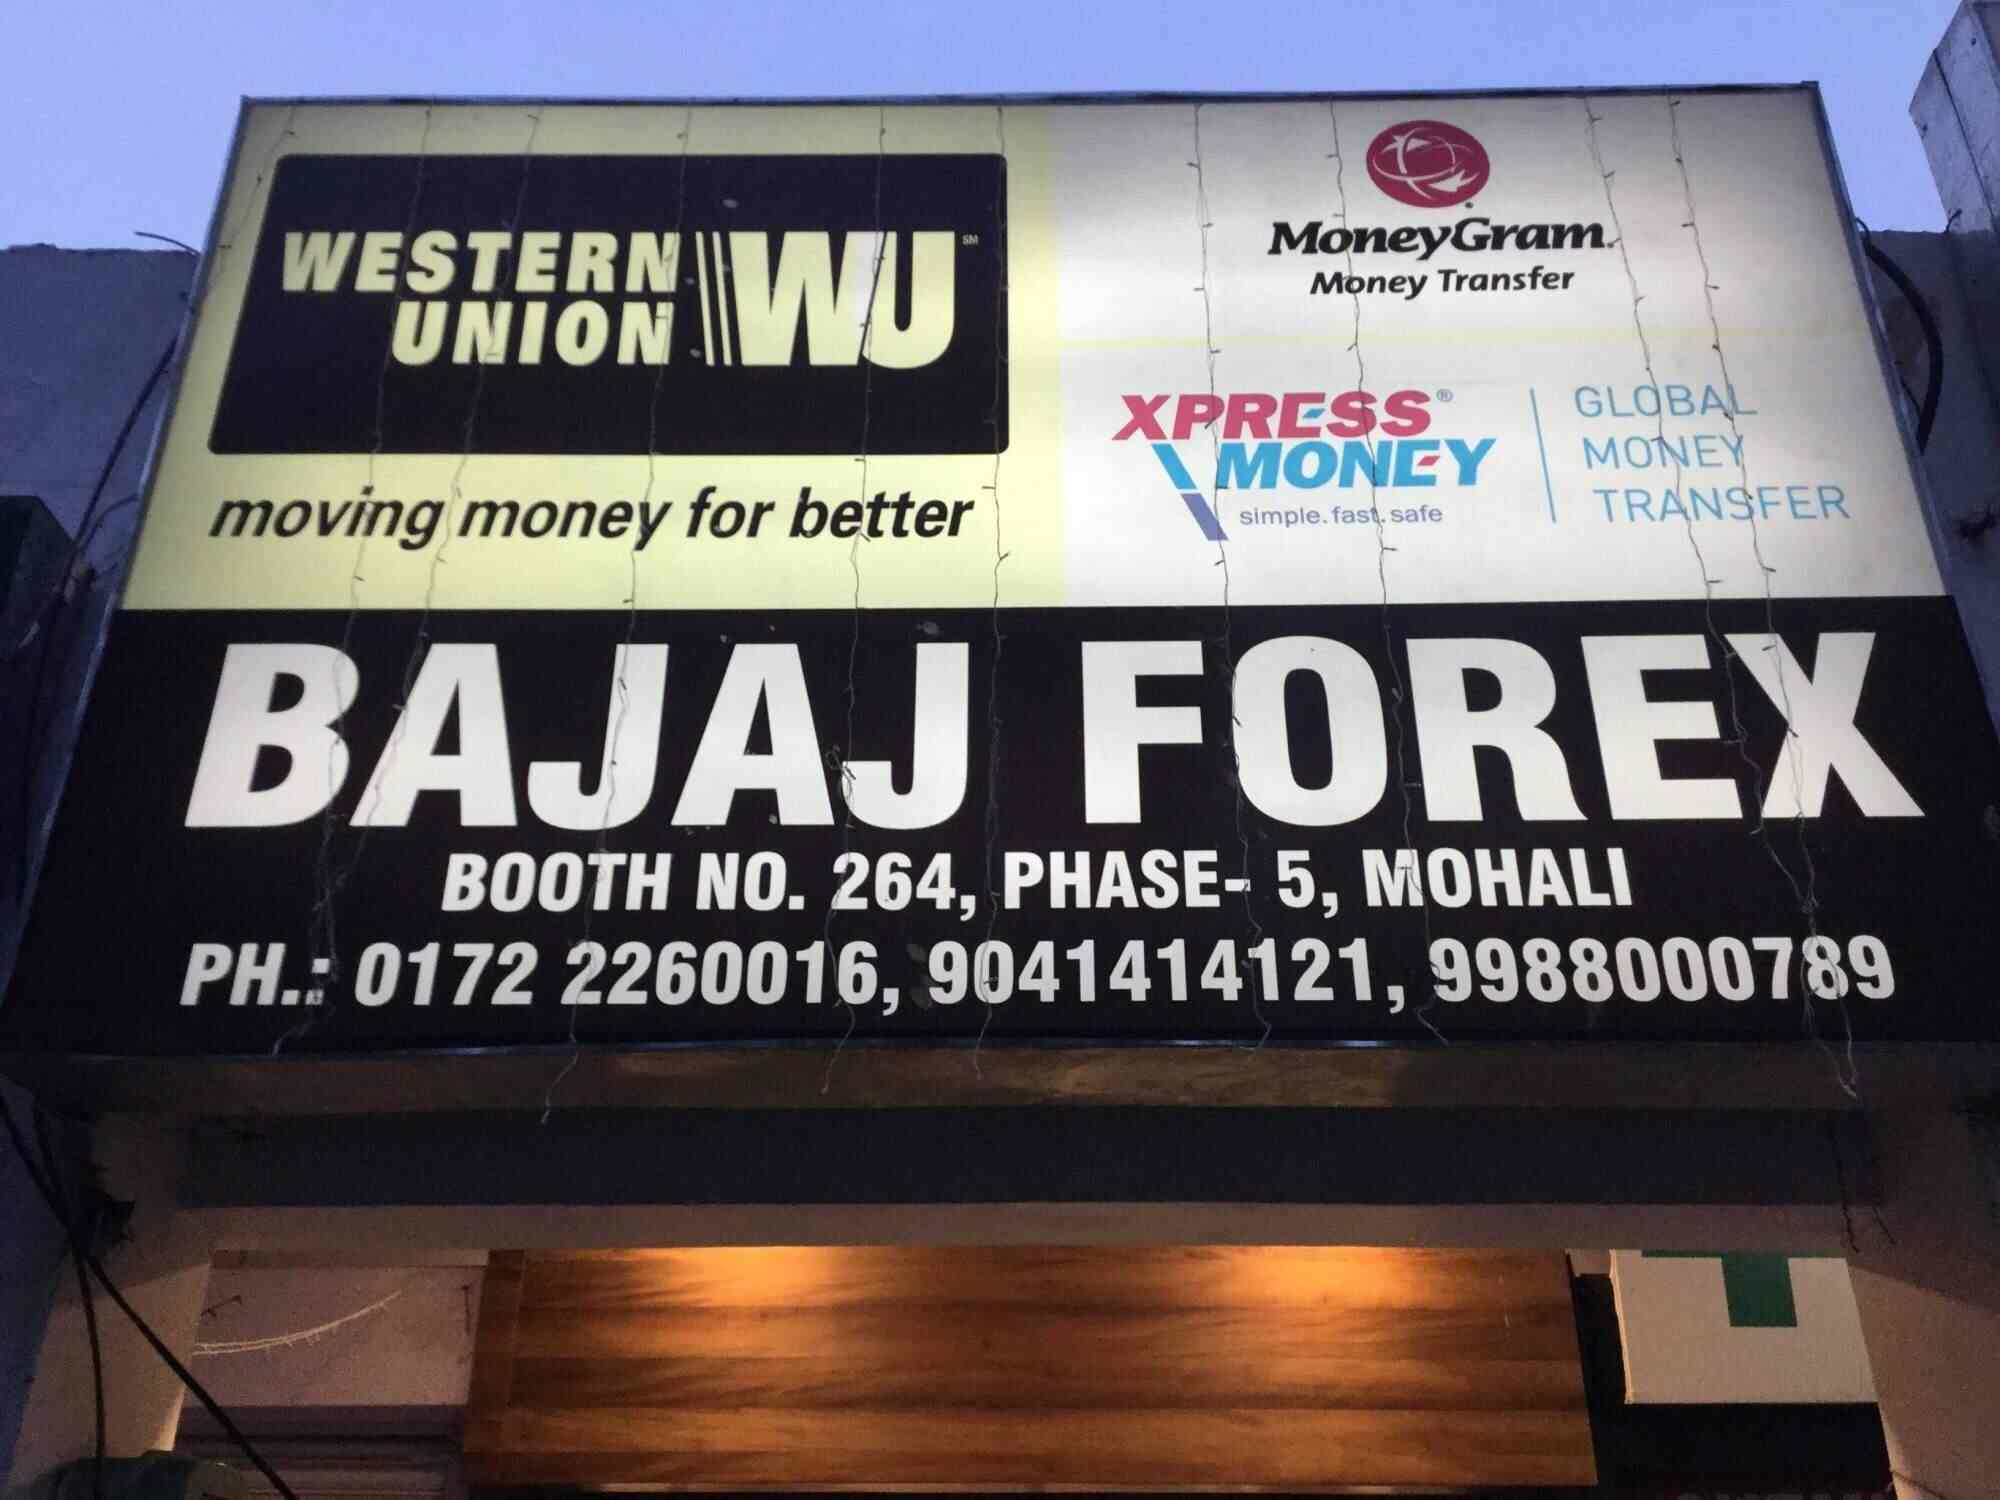 WESTERN
UNION
WU
SM
moving money for better
MoneyGram.
Money Transfer
XPRESS®
MONEY
simple. fast. safe
GLOBAL
MONEY
TRANSFER
BAJAJ FOREX
BOOTH NO. 264, PHASE- 5, MOHALI
PH.: 0172 2260016, 9041414121, 9988000789